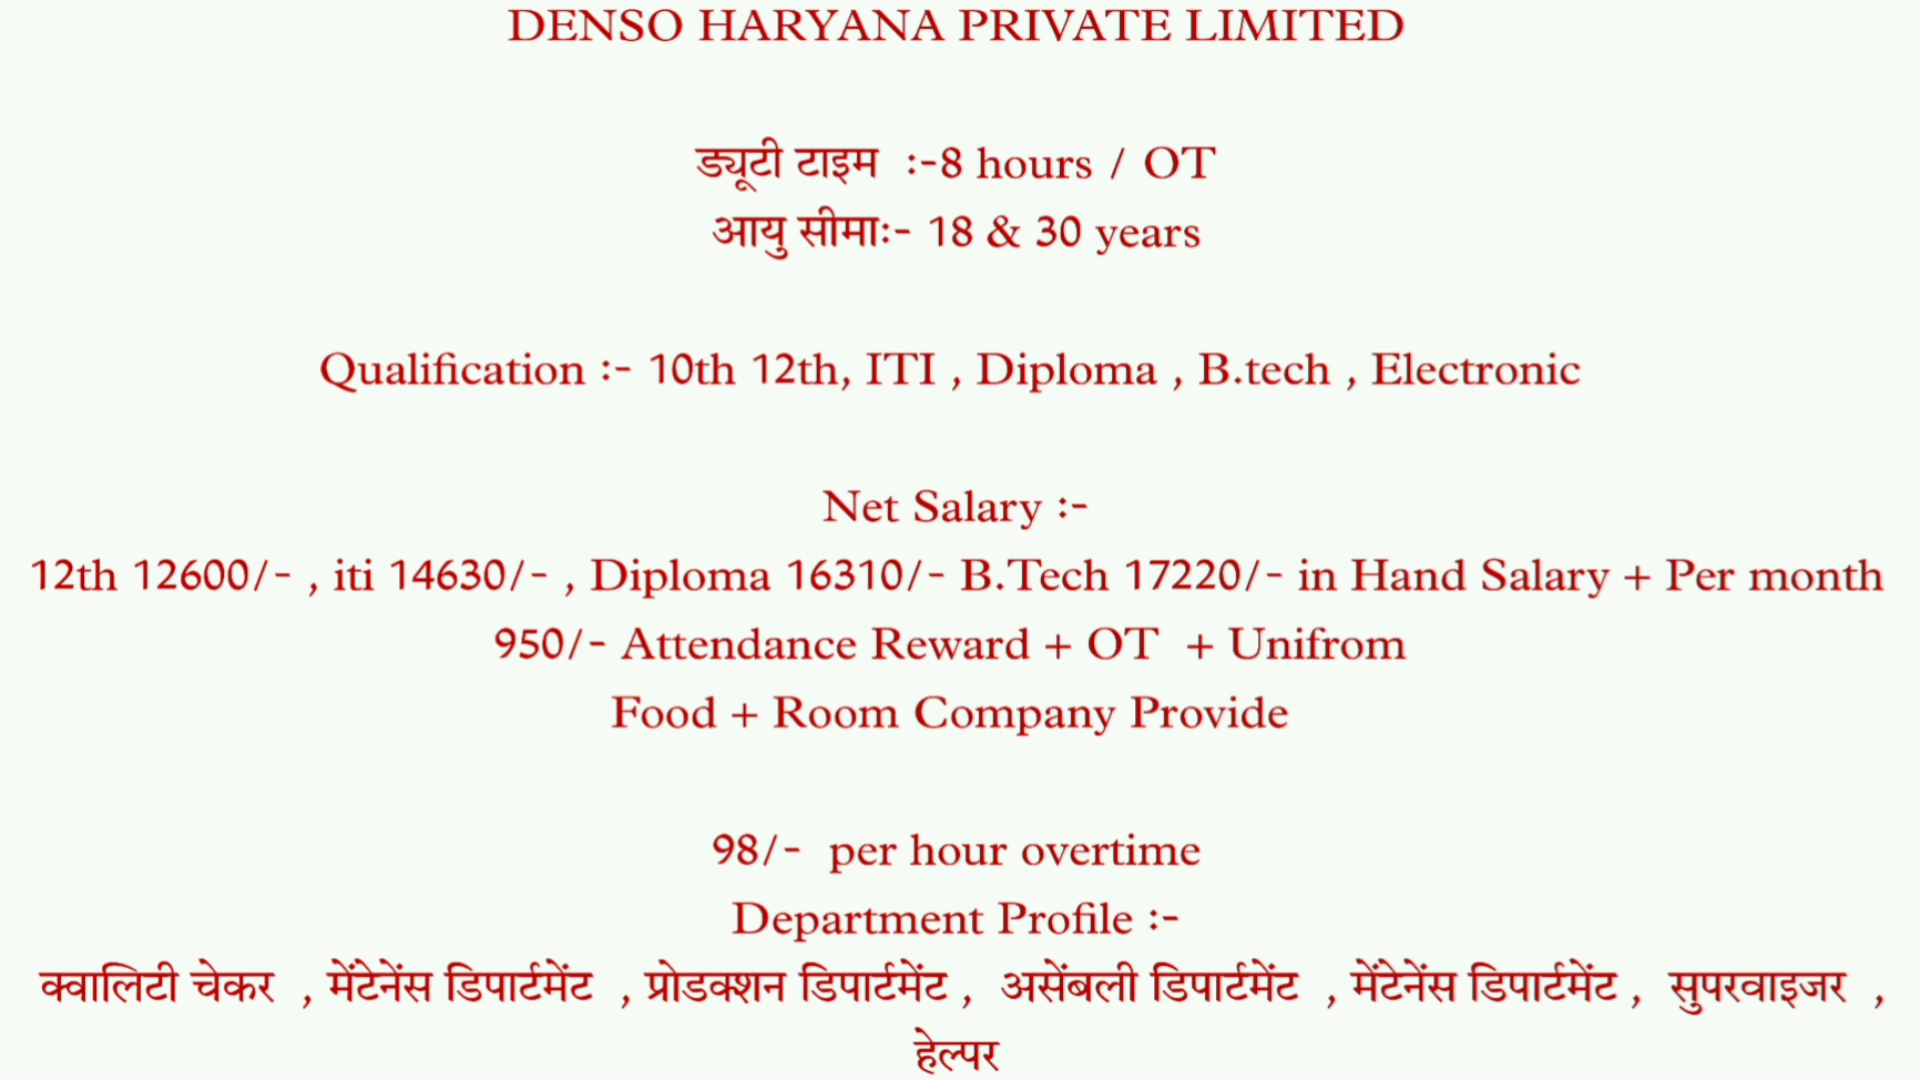 DENSO HARYANA PRIVATE LIMITED
ड्यूटी टाइम :-8 hours / OT
आयु सीमाः- 18 & 30 years
Qualification :- 10th 12th, ITI , Diploma , B.tech , Electronic
Net Salary :-
12th 12600/- , iti 14630/- , Diploma 16310/- B.Tech 17220/- in Hand Salary + Per month
950/- Attendance Reward + OT + Unifrom
Food + Room Company Provide
98/- per hour overtime
Department Profile :-
क्वालिटी चेकर , मेंटेनेंस डिपार्टमेंट , प्रोडक्शन डिपार्टमेंट , असेंबली डिपार्टमेंट , मेंटेनेंस डिपार्टमेंट , सुपरवाइजर ,
हेल्पर